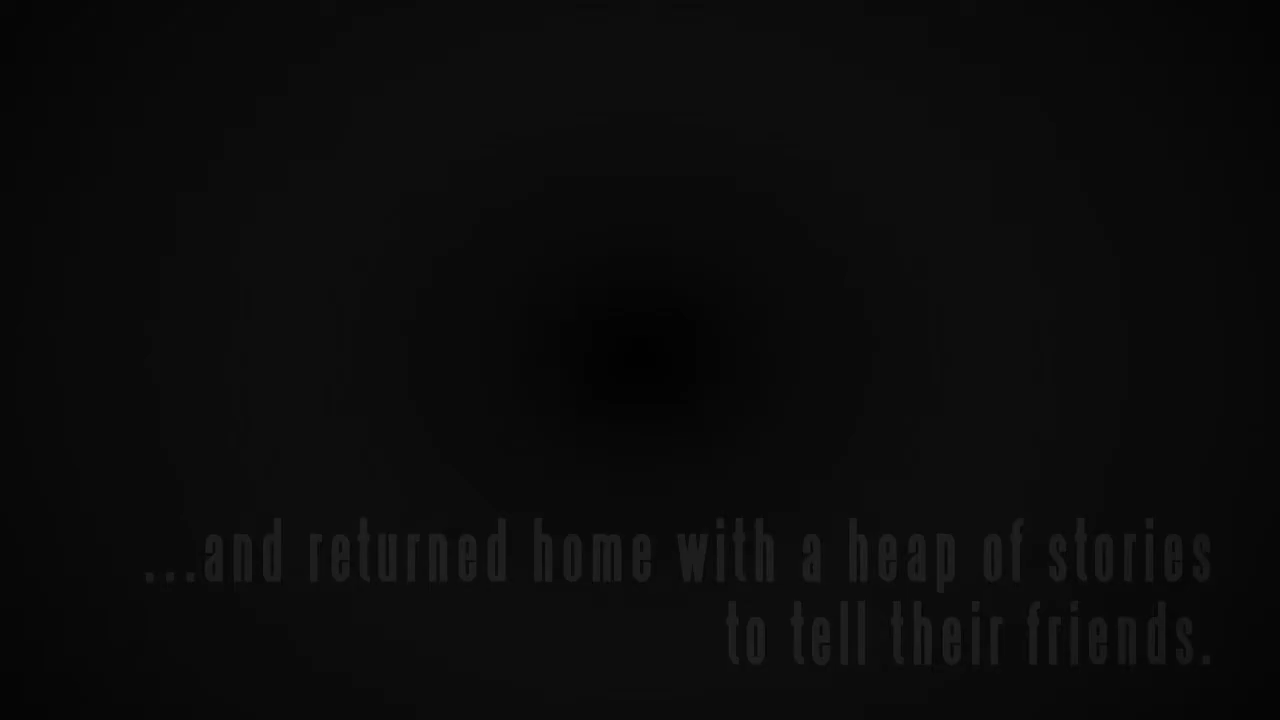 ...and returned home with a heap of stories
to tell their friends.